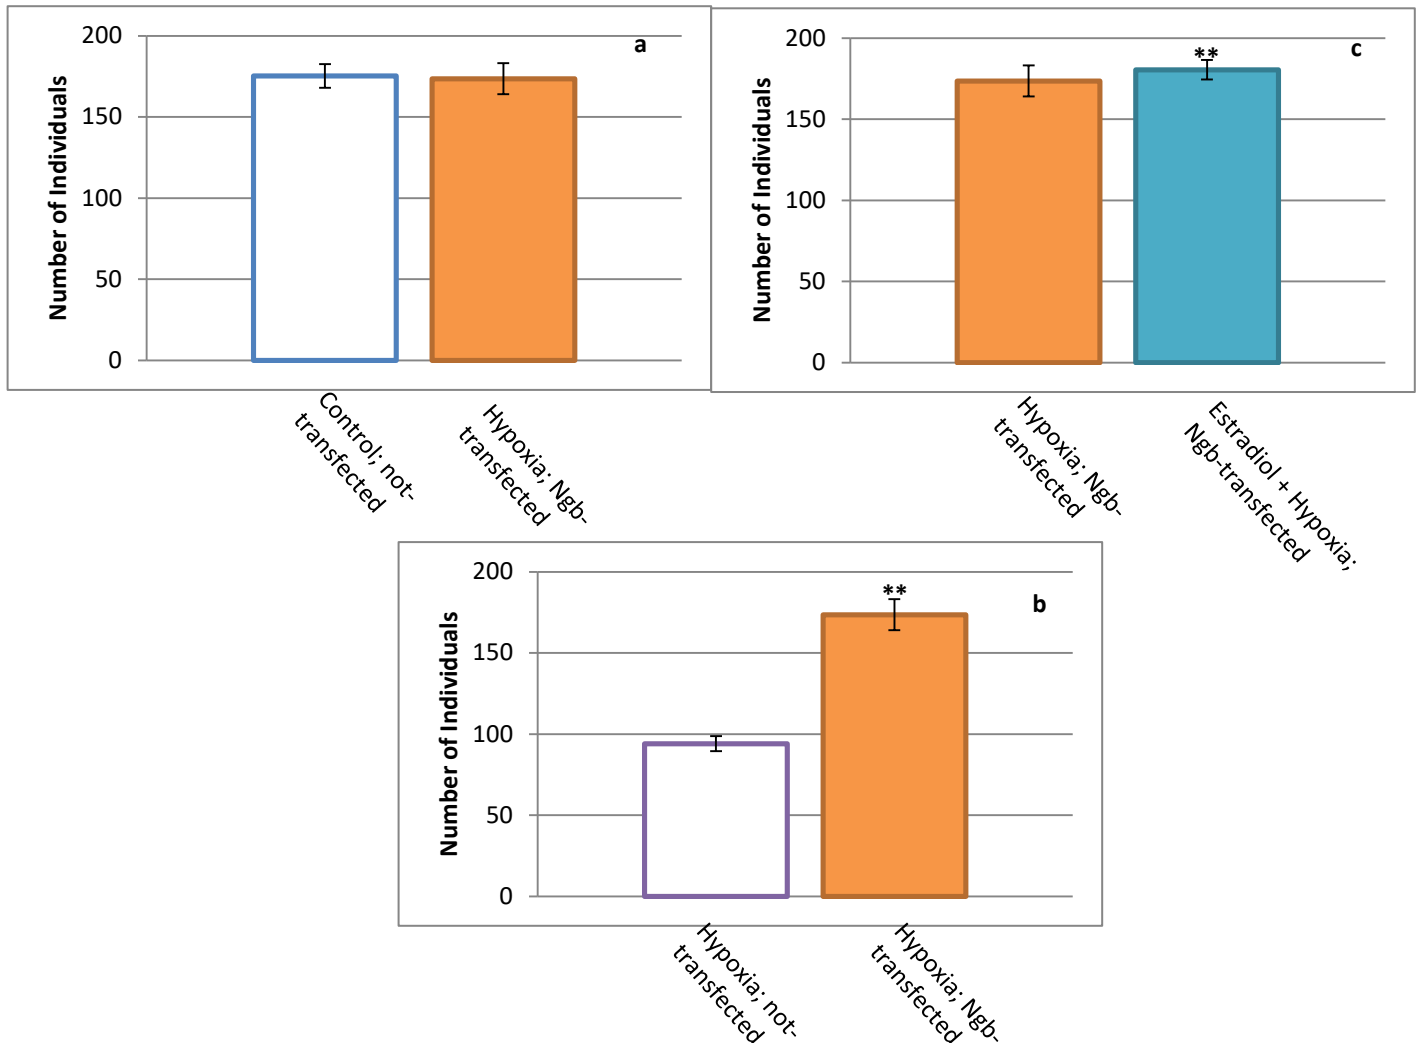 a
Number of Individuals
200
150
100
50
0
Control; not-
transfected
Hypoxia; Ngb-
transfected
c
**
Number of Individuals
200
150
100
50
0
Hypoxia; Ngb-
transfected
Estradiol + Hypoxia;
Ngb-transfected
b
**
Number of Individuals
200
150
100
50
0
Hypoxia; not-
transfected
Hypoxia; Ngb-
transfected